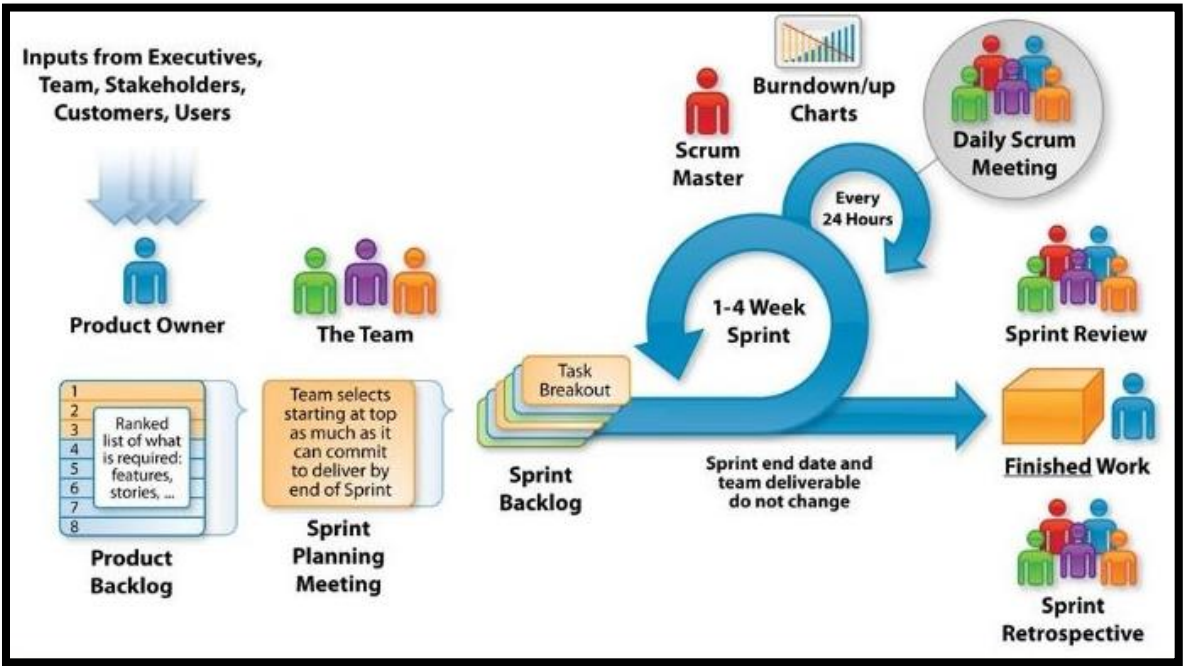 Inputs from Executives,
Team, Stakeholders,
Customers, Users
Product Owner
The Team
1
2
3
4
5
6
7
8
Ranked
list of what
is required:
features,
stories, ...
Product
Backlog
Team selects
starting at top
as much as it
can commit
to deliver by
end of Sprint
Sprint
Planning
Meeting
Task
Breakout
Sprint
Backlog
Scrum
Master
Burndown/up
Charts
Every
24 Hours
Daily Scrum
Meeting
1-4 Week
Sprint
Sprint end date and
team deliverable
do not change
Sprint Review
Finished Work
Sprint
Retrospective